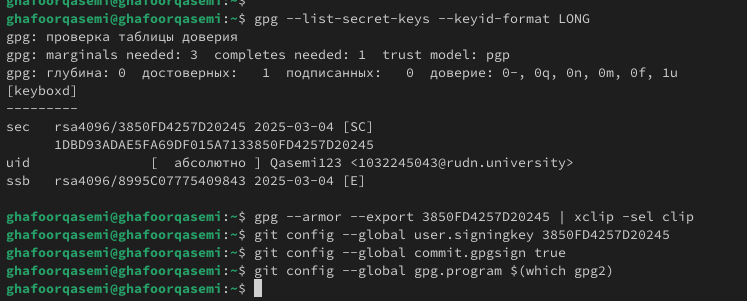 ghafoorqasemi@ghafoorqasemi:~$
ghafoorqasemi@ghafoorqasemi:~$ gpg --list-secret-keys --keyid-format LONG
gpg: проверка таблицы доверия
gpg: marginals needed: 3  completes needed: 1  trust model: pgp
gpg: глубина: 0  достоверных:   1  подписанных:   0  доверие: 0-, 0q, 0n, 0m, 0f, 1u
[keyboxd]
---------
sec   rsa4096/3850FD4257D20245 2025-03-04 [SC]
      1DBD93ADAE5FA69DF015A7133850FD4257D20245
uid                 [  абсолютно ] Qasemi123 <1032245043@rudn.university>
ssb   rsa4096/8995C07775409843 2025-03-04 [E]
ghafoorqasemi@ghafoorqasemi:~$ gpg --armor --export 3850FD4257D20245 | xclip -sel clip
ghafoorqasemi@ghafoorqasemi:~$ git config --global user.signingkey 3850FD4257D20245
ghafoorqasemi@ghafoorqasemi:~$ git config --global commit.gpgsign true
ghafoorqasemi@ghafoorqasemi:~$ git config --global gpg.program $(which gpg2)
ghafoorqasemi@ghafoorqasemi:~$